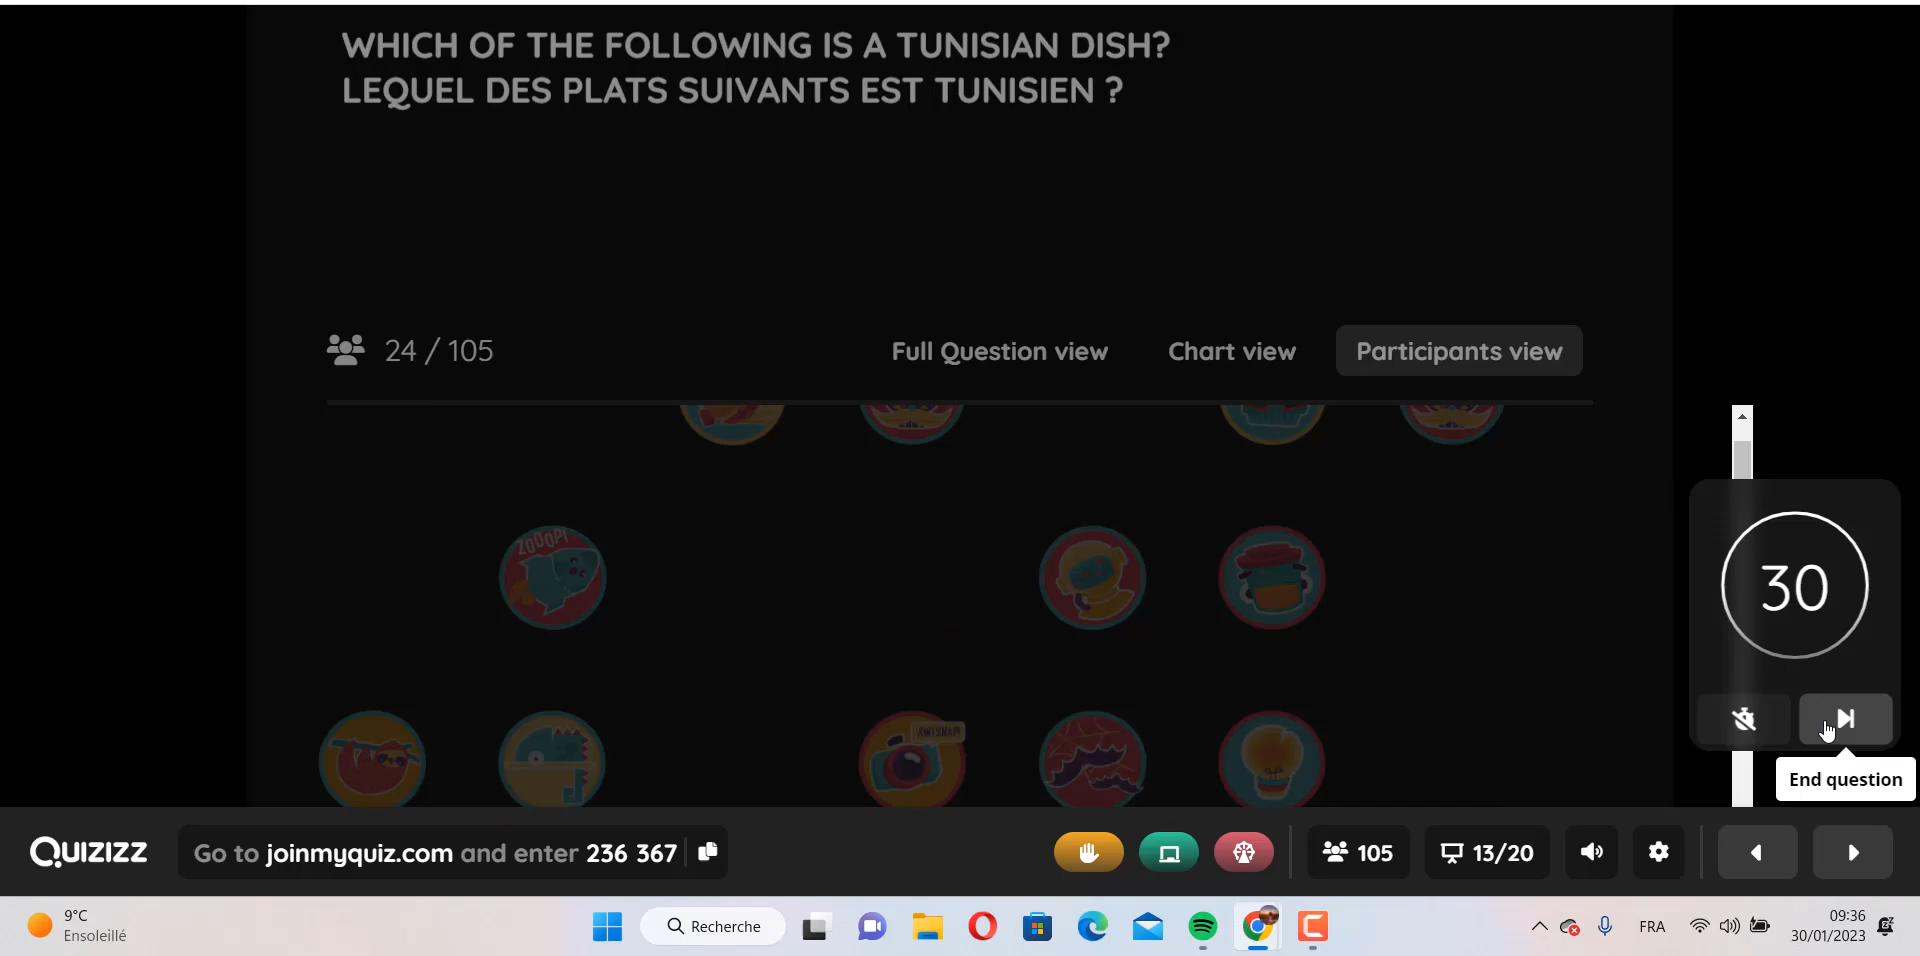 WHICH OF THE FOLLOWING IS A TUNISIAN DISH?
LEQUEL DES PLATS SUIVANTS EST TUNISIEN ?
24 / 105
Full Question view
Chart view
Participants view
ZOOOP!
30
AWESNAP!
End question
QUIZIZZ
Go to joinmyquiz.com and enter 236 367
105
13/20
9°C
Ensoleillé
Recherche
FRA
09:36
30/01/2023